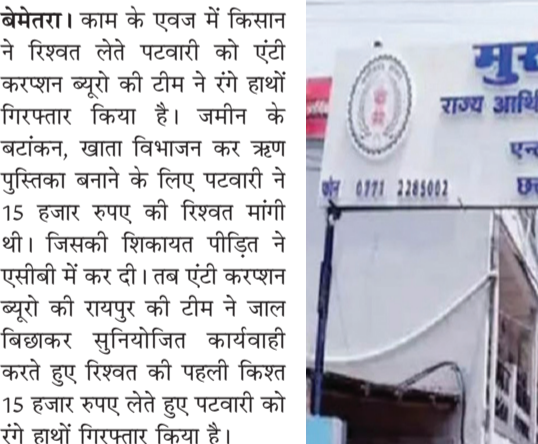 बेमेतरा। काम के एवज में किसान
ने रिश्वत लेते पटवारी को एंटी
करप्शन ब्यूरो की टीम ने रंगे हाथों
गिरफ्तार किया है। जमीन के
बटांकन, खाता विभाजन कर ऋण
पुस्तिका बनाने के लिए पटवारी ने
15 हजार रुपए की रिश्वत मांगी
थी। जिसकी शिकायत पीड़ित ने
एसीबी में कर दी। तब एंटी करप्शन
ब्यूरो की रायपुर की टीम ने जाल
बिछाकर सुनियोजित कार्यवाही
करते हुए रिश्वत की पहली किश्त
15 हजार रुपए लेते हुए पटवारी को
रंगे हाथों गिरफ्तार किया है।
राज्य
फोन 0771 2285002